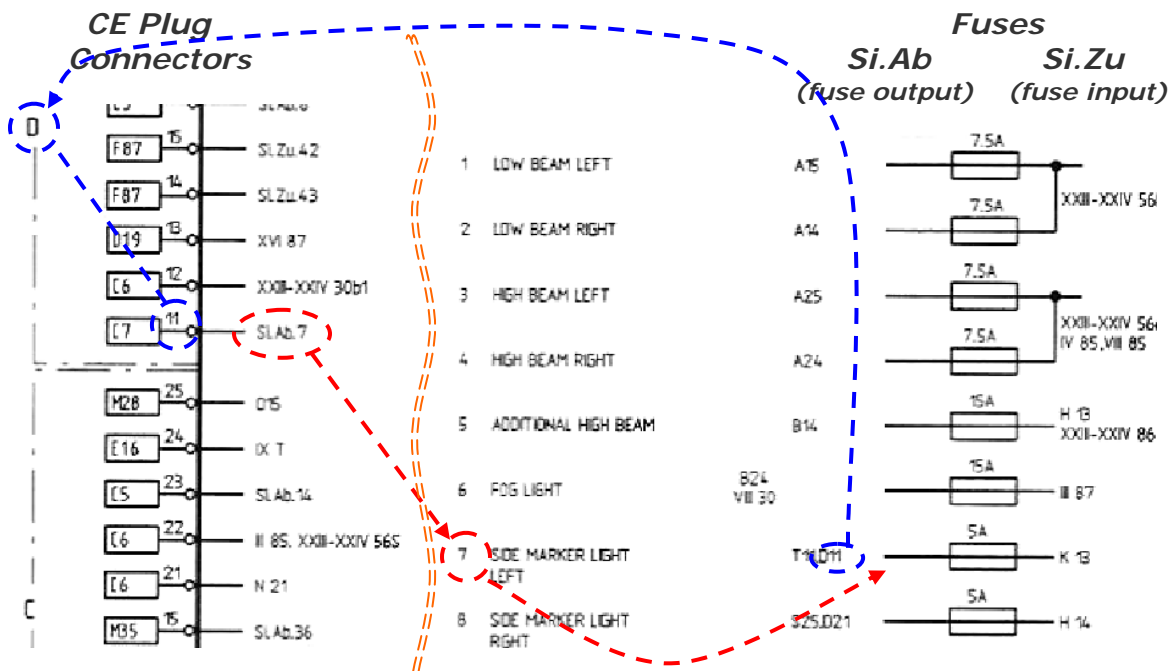 CE Plug
Connectors
Fuses
Si.Ab
(fuse output)
Si.Zu
(fuse input)
D
F87 15 Si.Zu.42
F87 14 Si.Zu.43
D19 13 XVI 87
C6 12 XXIII-XXIV 30b1
C7 11 Si.Ab.7
M28 25 D15
E16 24 IX T
C5 23 Si.Ab.14
C6 22 II 85, XXIII-XXIV 56S
C6 21 N 21
C
M35 15 Si.Ab.36
1 LOW BEAM LEFT A15 7.5A
XXIII-XXIV 56
2 LOW BEAM RIGHT A14 7.5A
3 HIGH BEAM LEFT A25 7.5A
XXIII-XXIV 56
IV 85,VIII 85
4 HIGH BEAM RIGHT A24 7.5A
5 ADDITIONAL HIGH BEAM B14 15A H 13
XXIII-XXIV 86
6 FOG LIGHT B24 15A III 87
VIII 30
7 SIDE MARKER LIGHT T11,D11 5A K 13
LEFT
8 SIDE MARKER LIGHT S25,D21 5A H 14
RIGHT